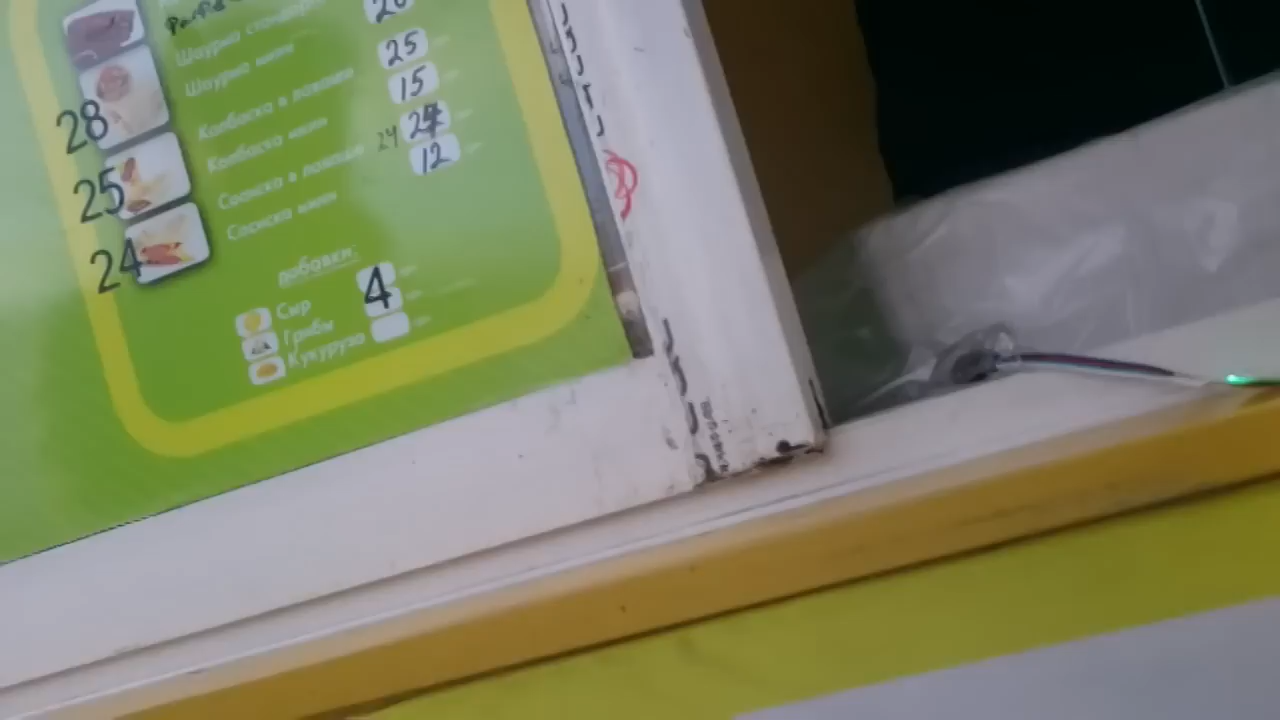 Шаурма стандарт 20
Шаурма мини 25
Колбаска в лаваше 15
Колбаска мини 24 24
Сосиска в лаваше 12
Сосиска мини
28
25
24
добавки:
Сыр 4
Грибы
Кукуруза